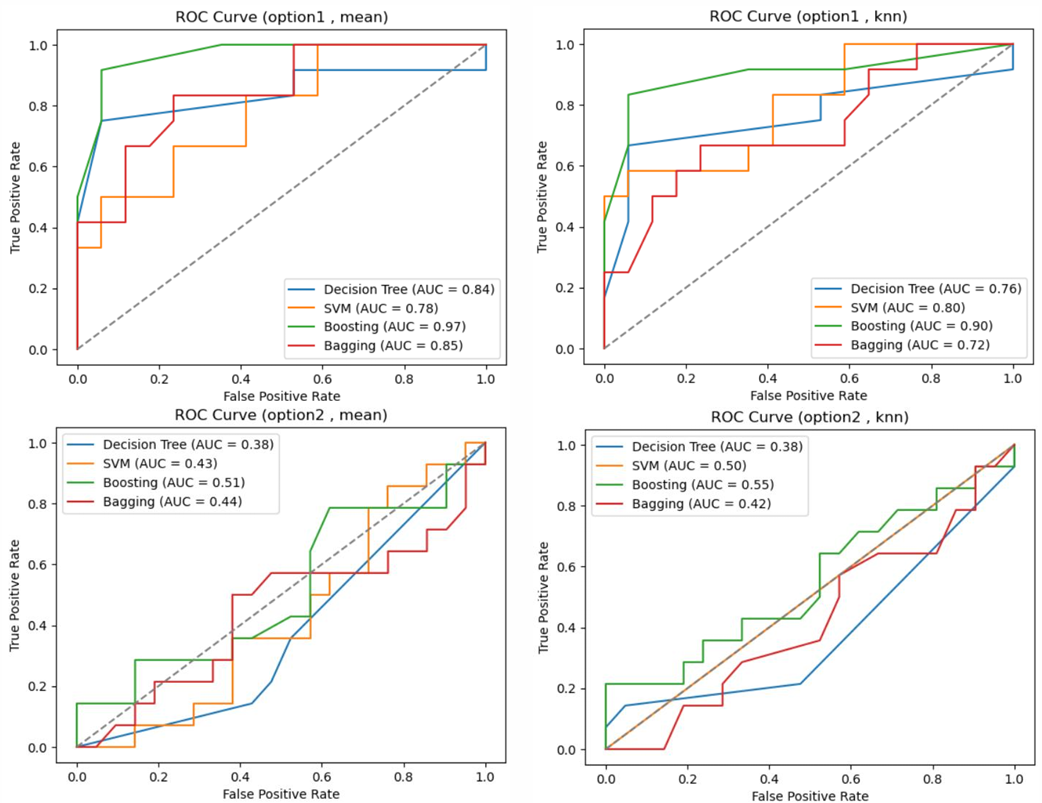 ROC Curve (option1 , mean)
True Positive Rate
1.0
0.8
0.6
0.4
0.2
0.0
Decision Tree (AUC = 0.84)
SVM (AUC = 0.78)
Boosting (AUC = 0.97)
Bagging (AUC = 0.85)
0.0 0.2 0.4 0.6 0.8 1.0
False Positive Rate
ROC Curve (option1 , knn)
True Positive Rate
1.0
0.8
0.6
0.4
0.2
0.0
Decision Tree (AUC = 0.76)
SVM (AUC = 0.80)
Boosting (AUC = 0.90)
Bagging (AUC = 0.72)
0.0 0.2 0.4 0.6 0.8 1.0
False Positive Rate
ROC Curve (option2 , mean)
True Positive Rate
1.0
0.8
0.6
0.4
0.2
0.0
Decision Tree (AUC = 0.38)
SVM (AUC = 0.43)
Boosting (AUC = 0.51)
Bagging (AUC = 0.44)
0.0 0.2 0.4 0.6 0.8 1.0
False Positive Rate
ROC Curve (option2 , knn)
True Positive Rate
1.0
0.8
0.6
0.4
0.2
0.0
Decision Tree (AUC = 0.38)
SVM (AUC = 0.50)
Boosting (AUC = 0.55)
Bagging (AUC = 0.42)
0.0 0.2 0.4 0.6 0.8 1.0
False Positive Rate